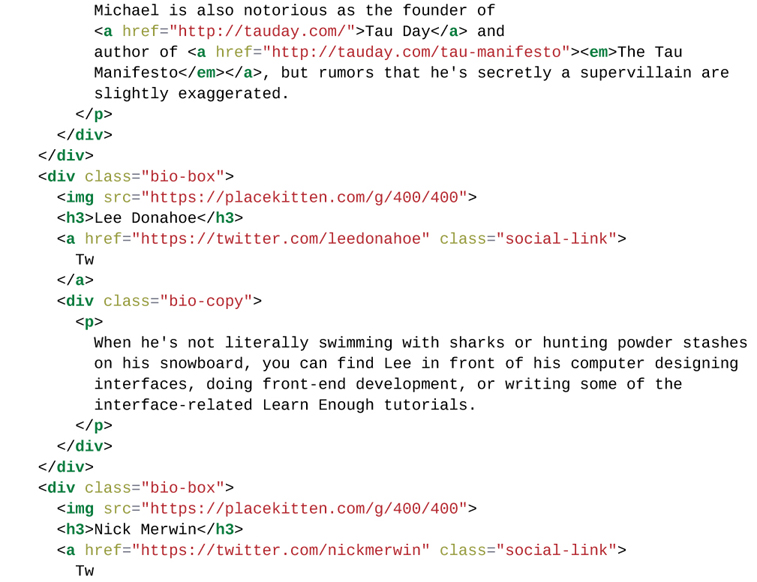 Michael is also notorious as the founder of
<a href="http://tauday.com/">Tau Day</a> and
author of <a href="http://tauday.com/tau-manifesto"><em>The Tau
Manifesto</em></a>, but rumors that he's secretly a supervillain are
slightly exaggerated.
</p>
</div>
</div>
<div class="bio-box">
<img src="https://placekitten.com/g/400/400">
<h3>Lee Donahoe</h3>
<a href="https://twitter.com/leedonahoe" class="social-link">
Tw
</a>
<div class="bio-copy">
<p>
When he's not literally swimming with sharks or hunting powder stashes
on his snowboard, you can find Lee in front of his computer designing
interfaces, doing front-end development, or writing some of the
interface-related Learn Enough tutorials.
</p>
</div>
</div>
<div class="bio-box">
<img src="https://placekitten.com/g/400/400">
<h3>Nick Merwin</h3>
<a href="https://twitter.com/nickmerwin" class="social-link">
Tw